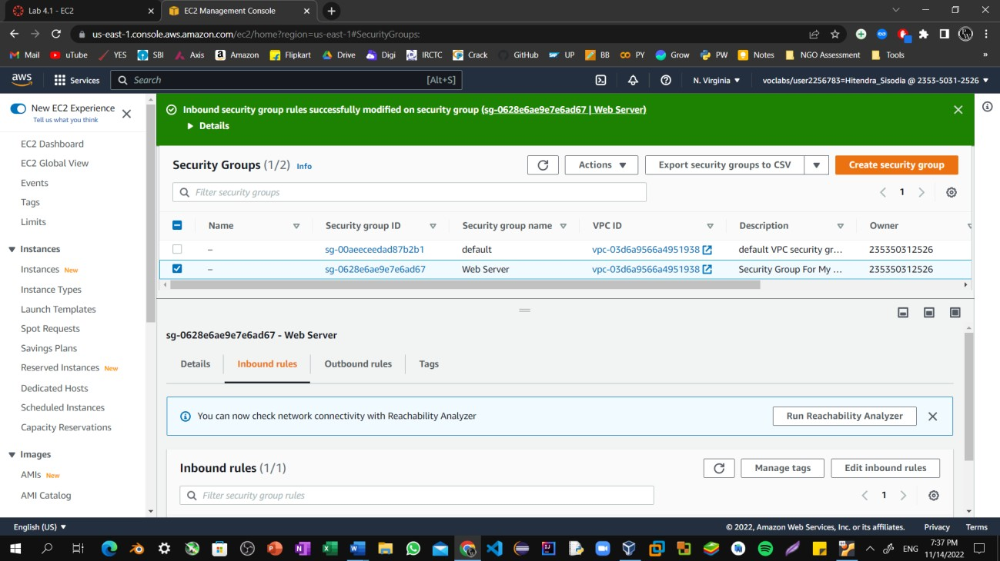 Lab 4.1 - EC2
EC2 Management Console
us-east-1.console.aws.amazon.com/ec2/home?region=us-east-1#SecurityGroups:
Mail uTube YES SBI Axis Amazon Flipkart Drive Digi IRCTC Crack GitHub UP BB PY Grow PW Notes NGO Assessment Tools »
aws Services Search [Alt+S] N. Virginia voclabs/user2256783=Hitendra_Sisodia @ 2353-5031-2526
New EC2 Experience
Tell us what you think
EC2 Dashboard
EC2 Global View
Events
Tags
Limits
Instances
Instances New
Instance Types
Launch Templates
Spot Requests
Savings Plans
Reserved Instances New
Dedicated Hosts
Scheduled Instances
Capacity Reservations
Images
AMIs New
AMI Catalog
Inbound security group rules successfully modified on security group (sg-0628e6ae9e7e6ad67 | Web Server)
Details
Security Groups (1/2) Info Actions Export security groups to CSV Create security group
Filter security groups 1
Name Security group ID Security group name VPC ID Description Owner
– sg-00aeeceedad87b2b1 default vpc-03d6a9566a4951938 default VPC security gr... 235350312526
– sg-0628e6ae9e7e6ad67 Web Server vpc-03d6a9566a4951938 Security Group For My ... 235350312526
sg-0628e6ae9e7e6ad67 - Web Server
Details Inbound rules Outbound rules Tags
You can now check network connectivity with Reachability Analyzer Run Reachability Analyzer
Inbound rules (1/1) Manage tags Edit inbound rules
Filter security group rules 1
English (US) © 2022, Amazon Web Services, Inc. or its affiliates. Privacy Terms
ENG 7:37 PM
11/14/2022